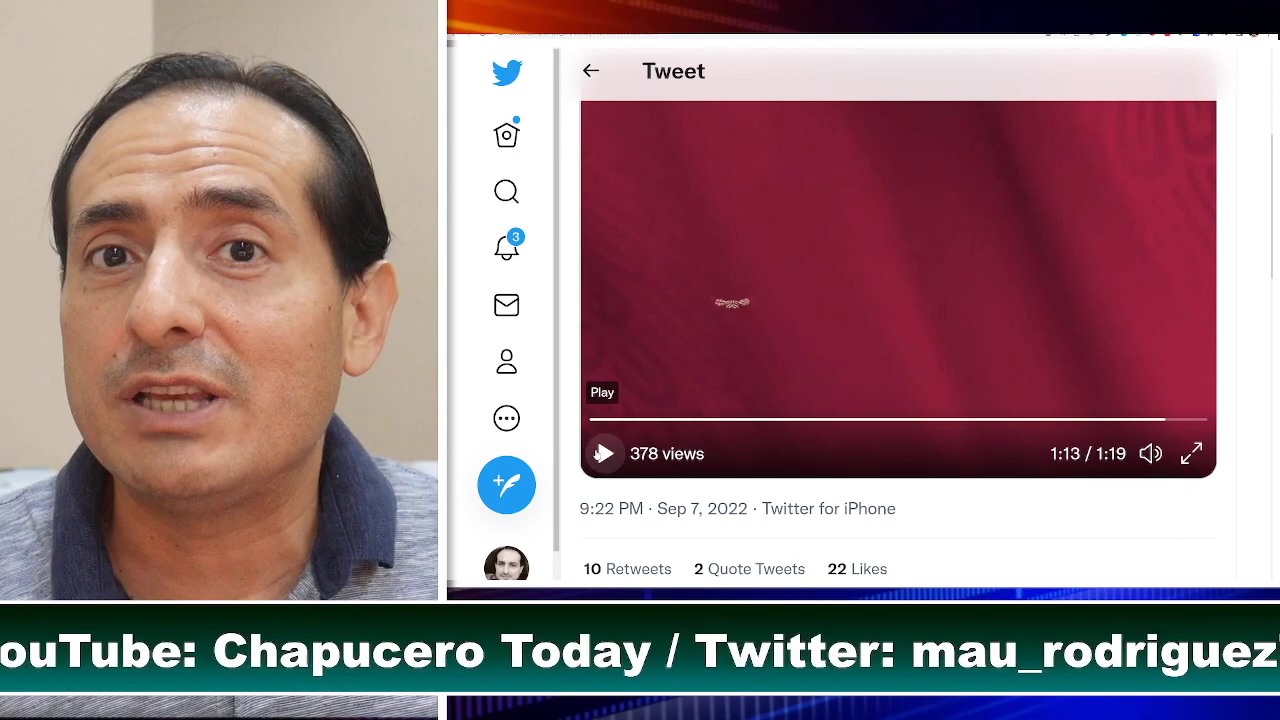 Tweet
3
Play
378 views
1:13 / 1:19
9:22 PM · Sep 7, 2022 · Twitter for iPhone
10 Retweets 2 Quote Tweets 22 Likes
ouTube: Chapucero Today / Twitter: mau_rodriguez